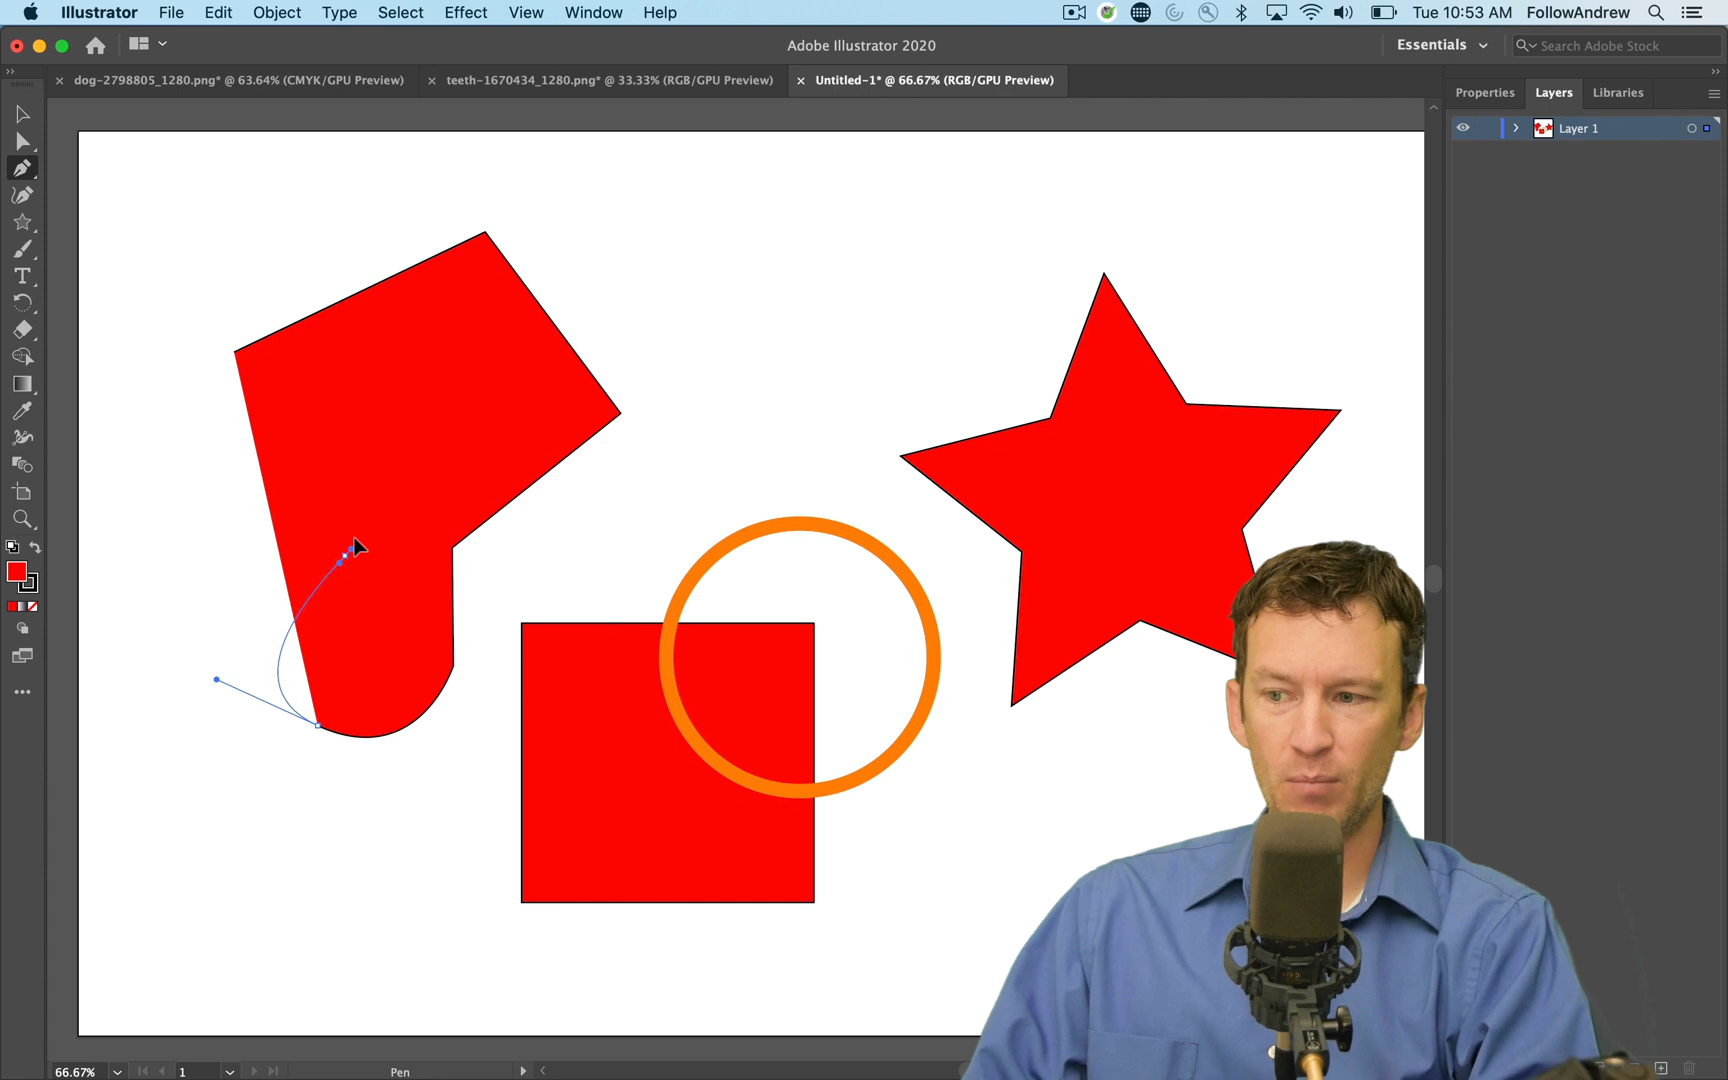 Illustrator File Edit Object Type Select Effect View Window Help Tue 10:53 AM FollowAndrew
Adobe Illustrator 2020 Essentials Search Adobe Stock
dog-2798805_1280.png* @ 63.64% (CMYK/GPU Preview) teeth-1670434_1280.png* @ 33.33% (RGB/GPU Preview) Untitled-1* @ 66.67% (RGB/GPU Preview)
Properties Layers Libraries
Layer 1
66.67% 1 Pen